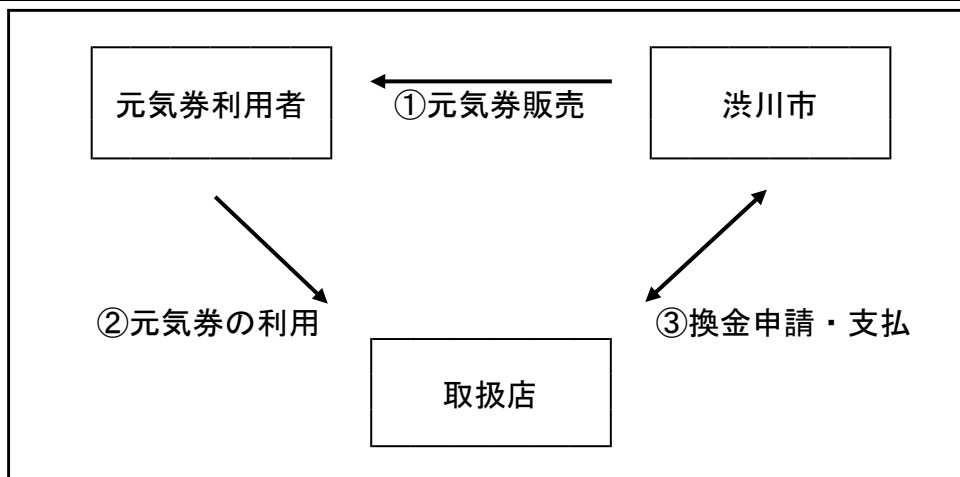 元気券利用者
①元気券販売
渋川市
②元気券の利用
③換金申請・支払
取扱店